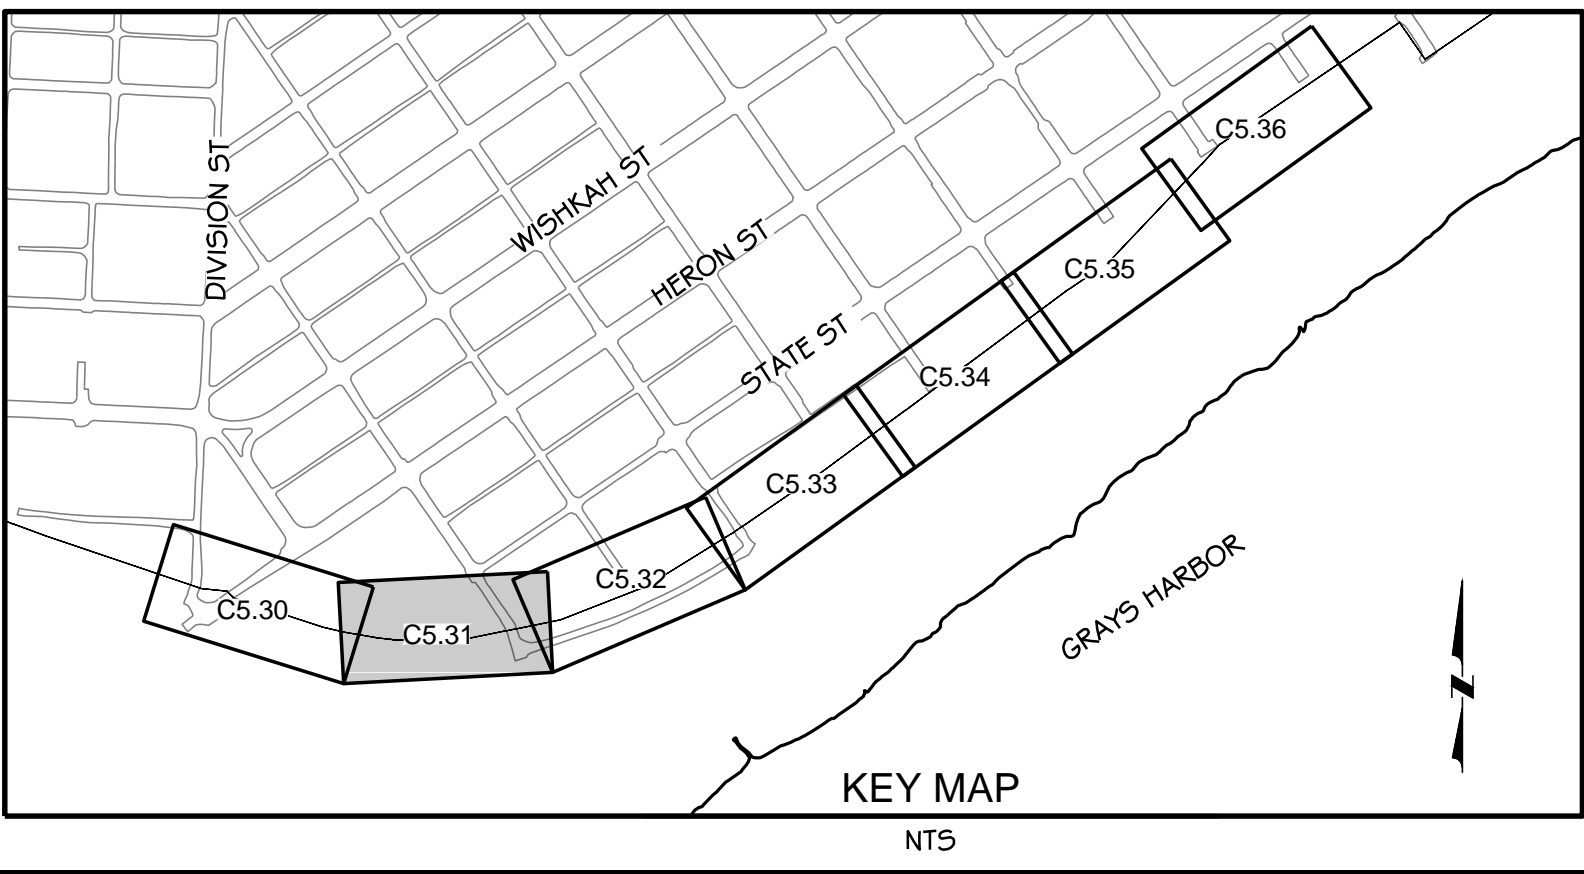 C5.36
DIVISION ST
WISHKAH ST
HERON ST
C5.35
STATE ST
C5.34
C5.33
C5.32
C5.30
C5.31
GRAYS HARBOR
N
KEY MAP
NTS